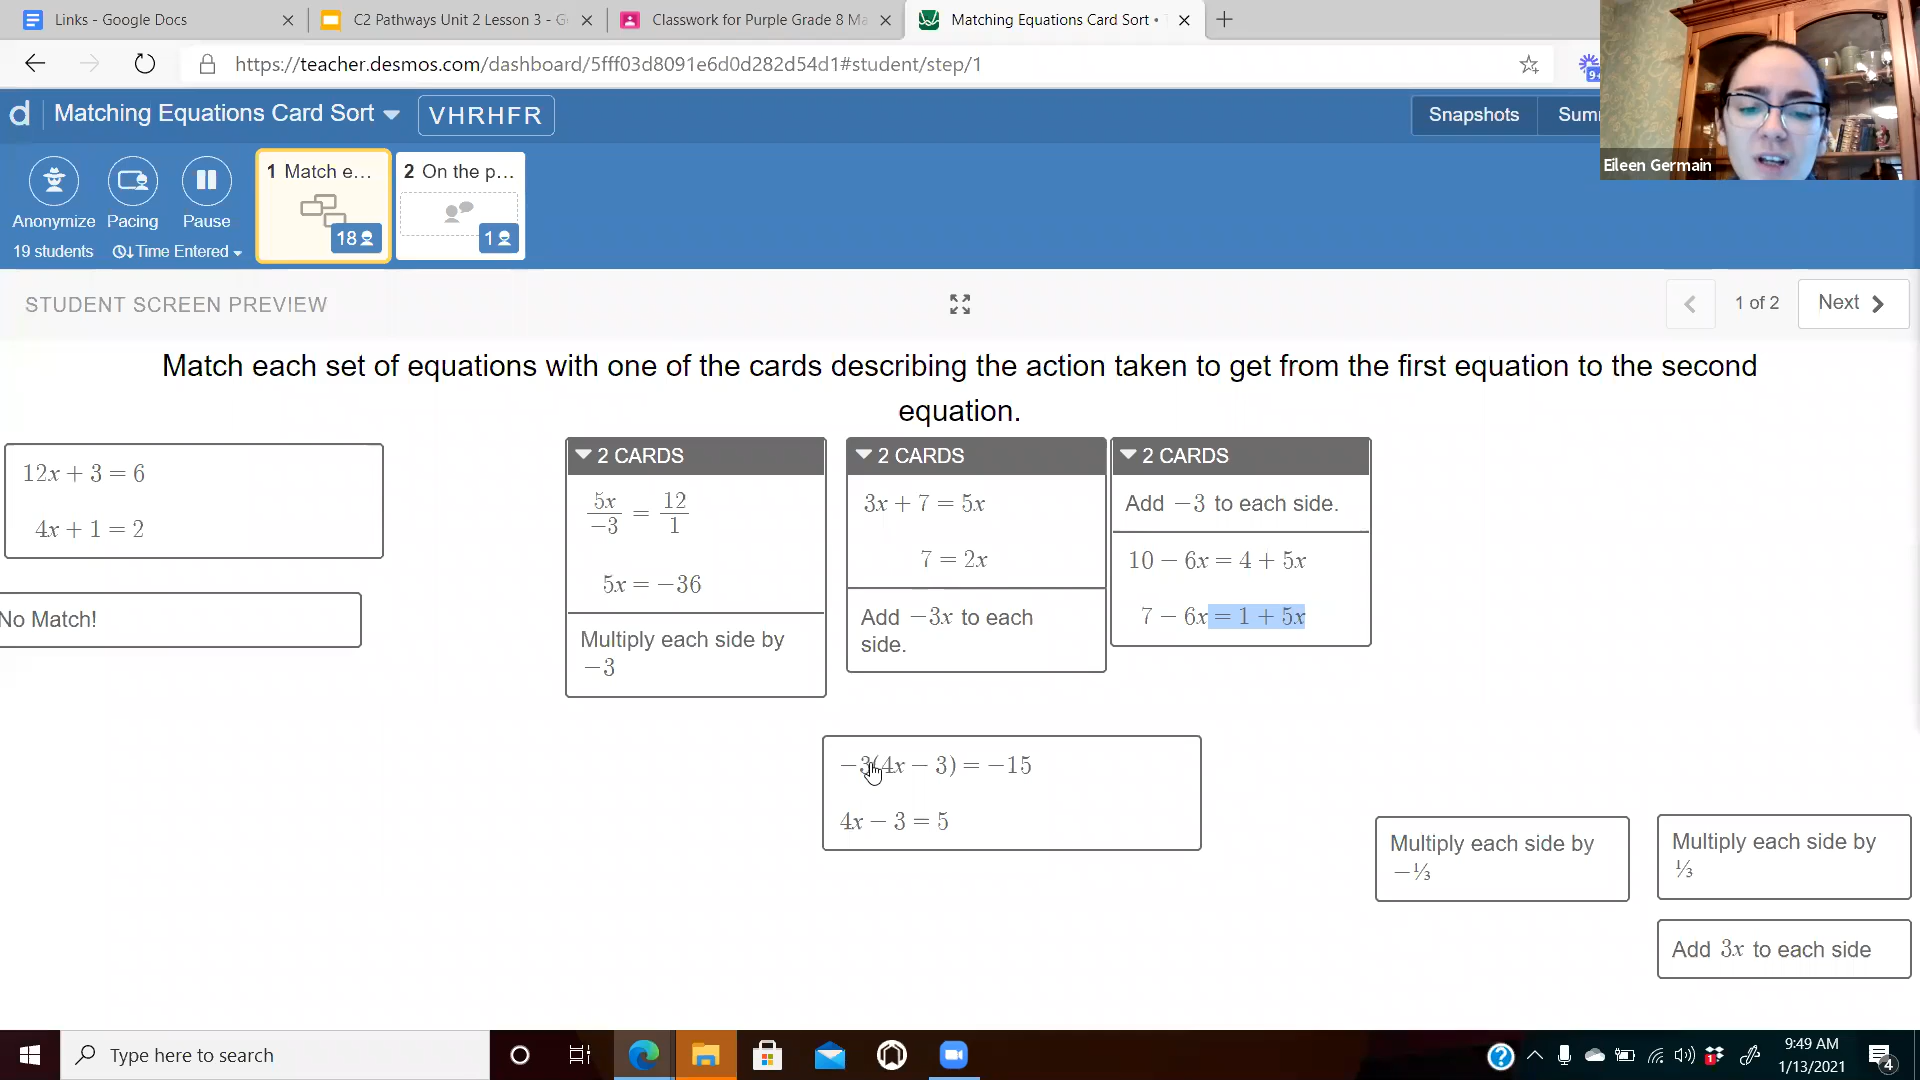 Links - Google Docs
C2 Pathways Unit 2 Lesson 3 - G
Classwork for Purple Grade 8 Ma
Matching Equations Card Sort •
https://teacher.desmos.com/dashboard/5fff03d8091e6d0d282d54d1#student/step/1
9+
d
Matching Equations Card Sort
VHRHFR
Snapshots
Sum
Eileen Germain
Anonymize
Pacing
Pause
19 students
Time Entered
1 Match e...
18
2 On the p...
1
STUDENT SCREEN PREVIEW
1 of 2
Next
Match each set of equations with one of the cards describing the action taken to get from the first equation to the second
equation.
12x + 3 = 6
4x + 1 = 2
No Match!
2 CARDS
5x/−3 = 12/1
5x = −36
Multiply each side by
−3
2 CARDS
3x + 7 = 5x
7 = 2x
Add −3x to each
side.
2 CARDS
Add −3 to each side.
10 − 6x = 4 + 5x
7 − 6x = 1 + 5x
−3(4x − 3) = −15
4x − 3 = 5
Multiply each side by
−⅓
Multiply each side by
⅓
Add 3x to each side
Type here to search
9:49 AM
1/13/2021
4